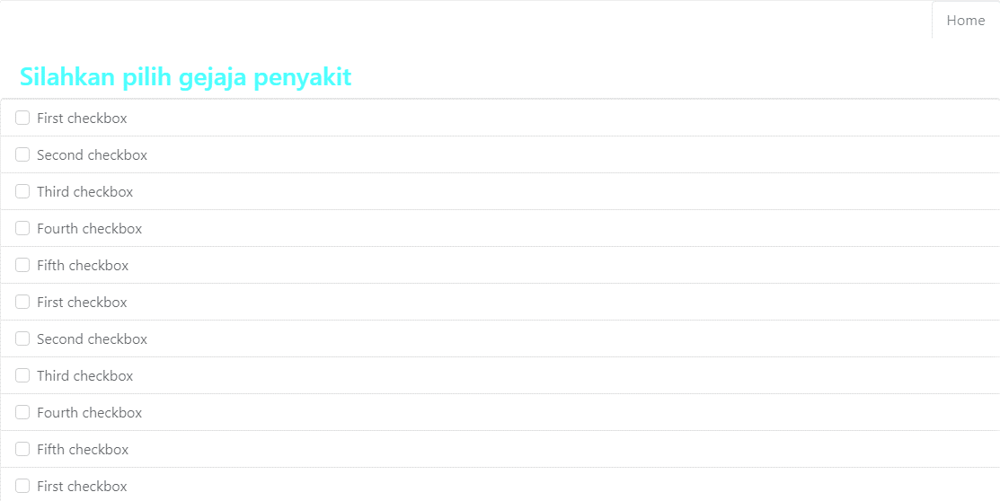 Home
Silahkan pilih gejaja penyakit
First checkbox
Second checkbox
Third checkbox
Fourth checkbox
Fifth checkbox
First checkbox
Second checkbox
Third checkbox
Fourth checkbox
Fifth checkbox
First checkbox